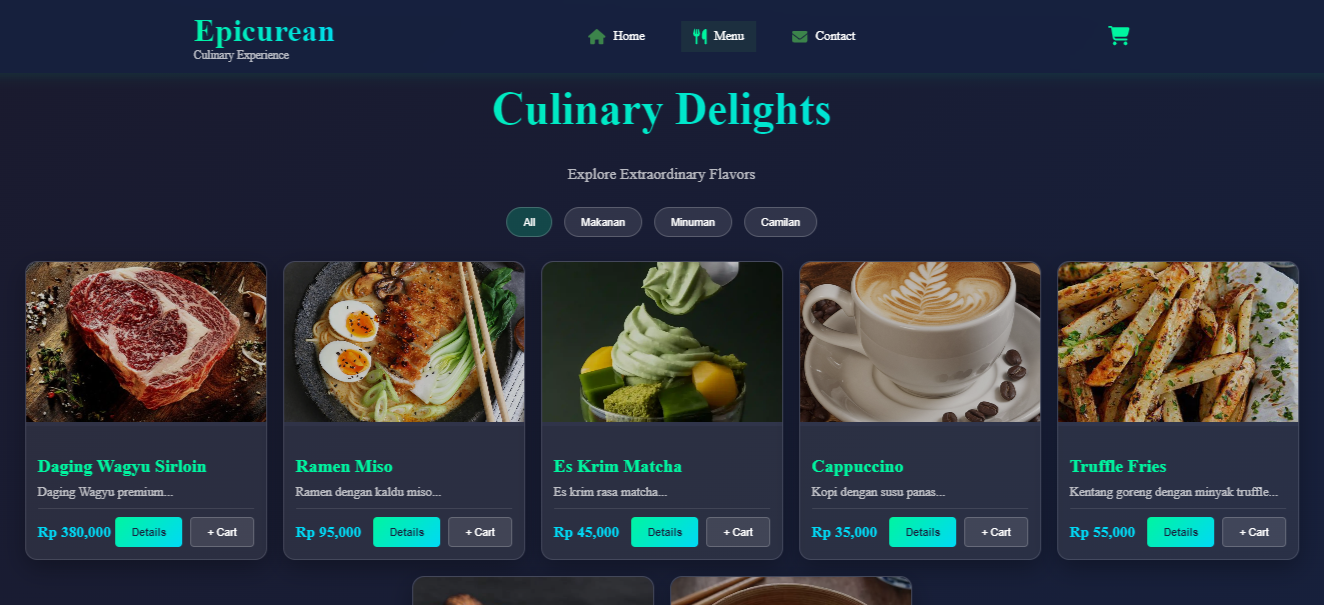 Epicurean
Culinary Experience
Home
Menu
Contact
Culinary Delights
Explore Extraordinary Flavors
All
Makanan
Minuman
Camilan
Daging Wagyu Sirloin
Daging Wagyu premium...
Rp 380,000
Details
+ Cart
Ramen Miso
Ramen dengan kaldu miso...
Rp 95,000
Details
+ Cart
Es Krim Matcha
Es krim rasa matcha...
Rp 45,000
Details
+ Cart
Cappuccino
Kopi dengan susu panas...
Rp 35,000
Details
+ Cart
Truffle Fries
Kentang goreng dengan minyak truffle...
Rp 55,000
Details
+ Cart